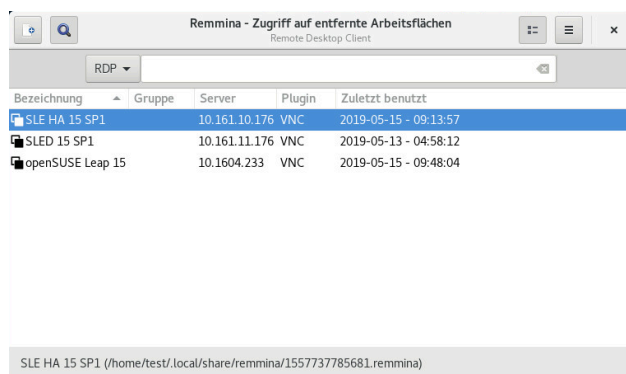 Remmina - Zugriff auf entfernte Arbeitsflächen
Remote Desktop Client
RDP
Bezeichnung Gruppe Server Plugin Zuletzt benutzt
SLE HA 15 SP1 10.161.10.176 VNC 2019-05-15 - 09:13:57
SLED 15 SP1 10.161.11.176 VNC 2019-05-13 - 04:58:12
openSUSE Leap 15 10.1604.233 VNC 2019-05-15 - 09:48:04
SLE HA 15 SP1 (/home/test/.local/share/remmina/1557737785681.remmina)